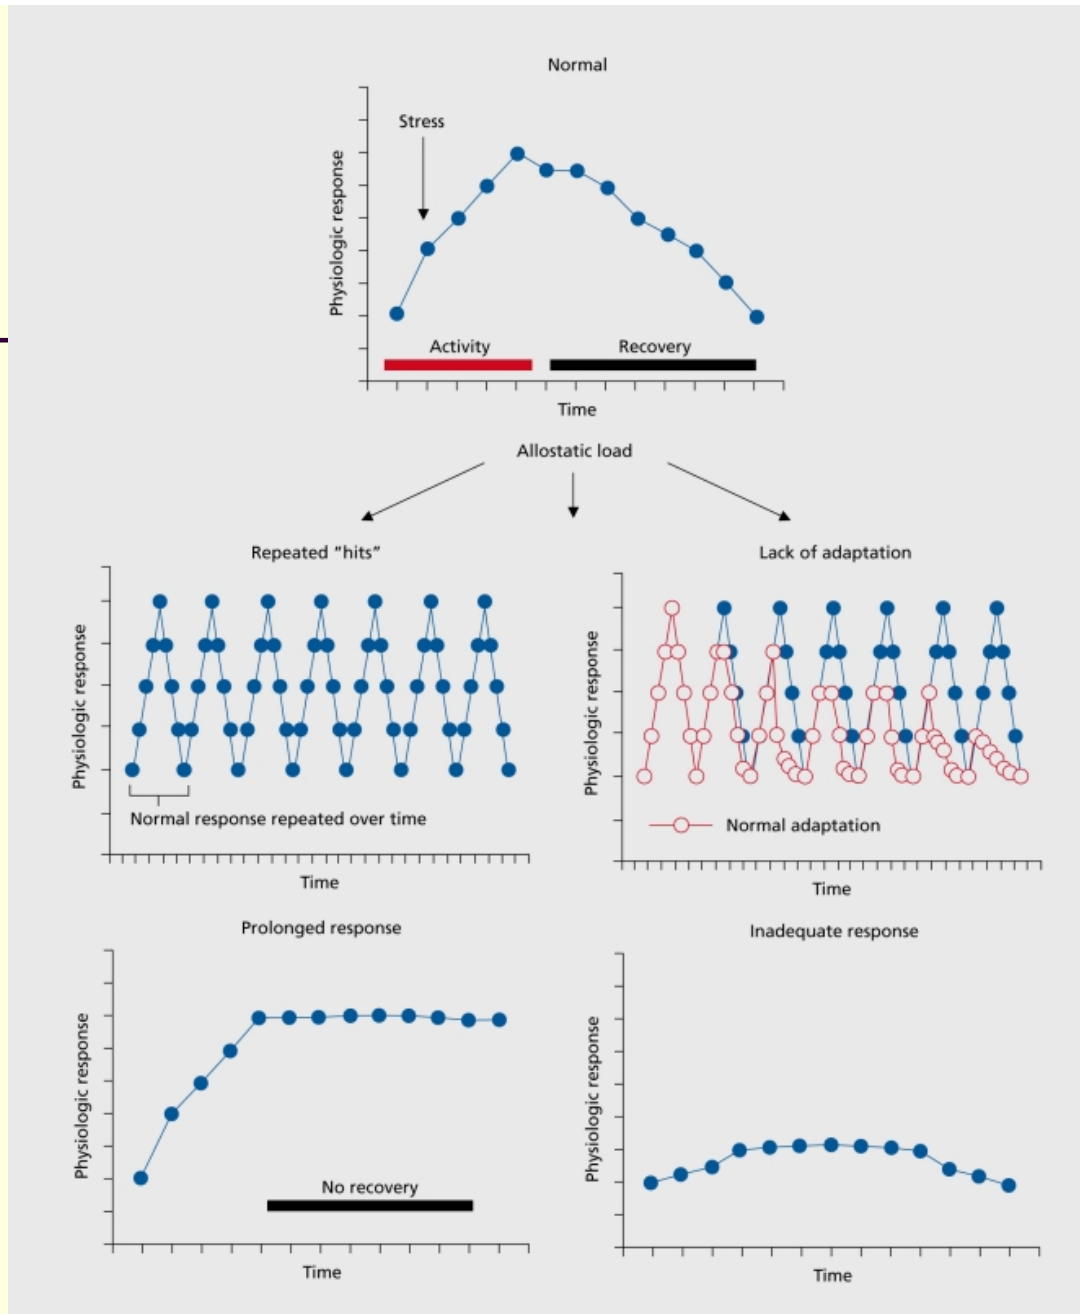 Normal
Stress
Physiologic response
Activity
Recovery
Time
Allostatic load
Repeated "hits"
Physiologic response
Normal response repeated over time
Time
Lack of adaptation
Physiologic response
Normal adaptation
Time
Prolonged response
Physiologic response
No recovery
Time
Inadequate response
Physiologic response
Time